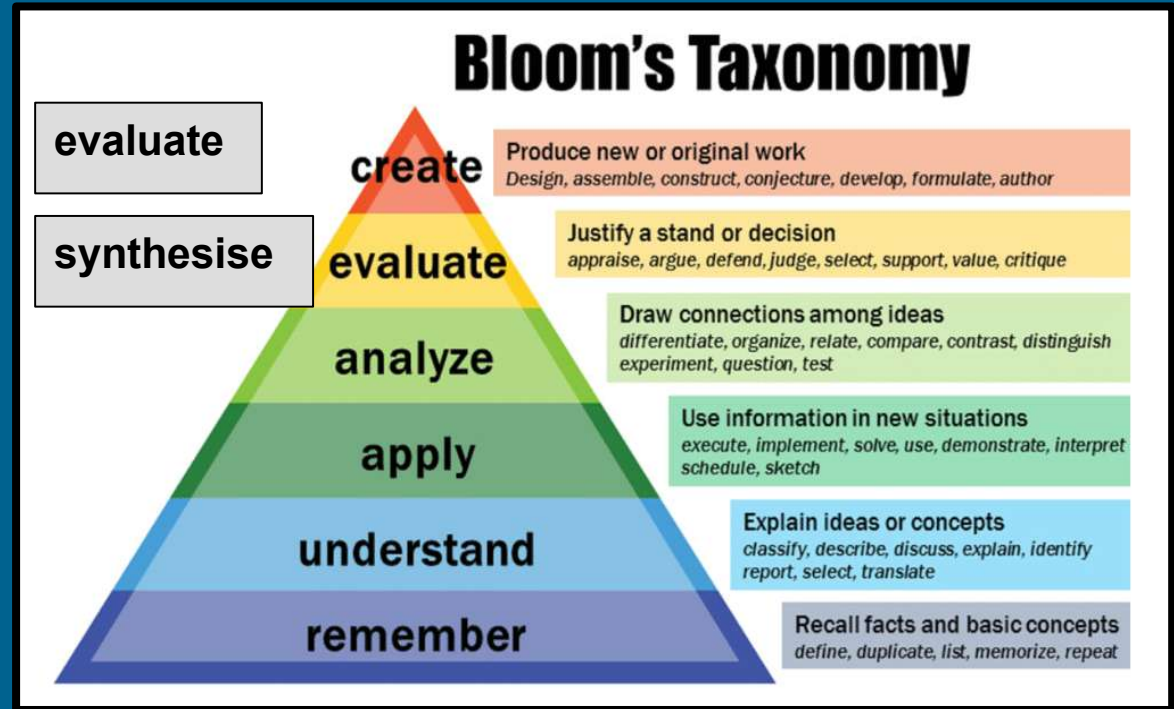 Bloom's Taxonomy
evaluate
synthesise
create
Produce new or original work
Design, assemble, construct, conjecture, develop, formulate, author
evaluate
Justify a stand or decision
appraise, argue, defend, judge, select, support, value, critique
analyze
Draw connections among ideas
differentiate, organize, relate, compare, contrast, distinguish
experiment, question, test
apply
Use information in new situations
execute, implement, solve, use, demonstrate, interpret
schedule, sketch
understand
Explain ideas or concepts
classify, describe, discuss, explain, identify
report, select, translate
remember
Recall facts and basic concepts
define, duplicate, list, memorize, repeat